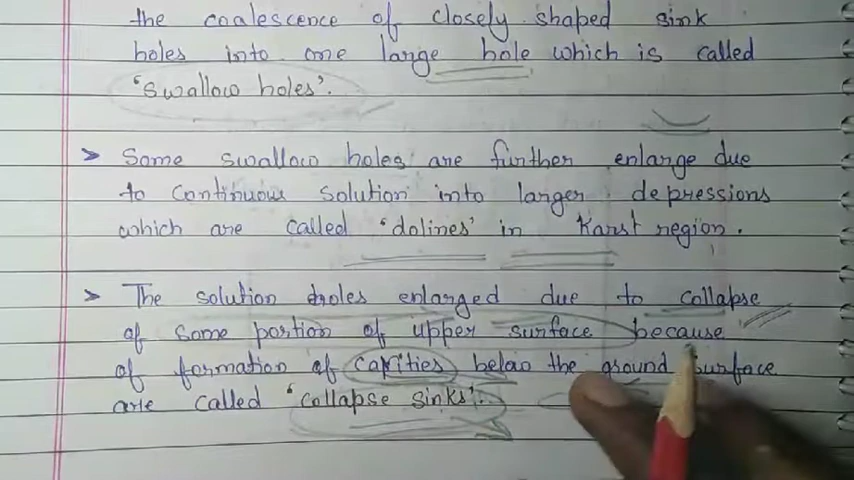 the coalescence of closely shaped sink
holes into one large hole which is called
'swallow holes'.
> Some swallow holes are further enlarge due
to continuous solution into larger depressions
which are called 'dolines' in Karst region.
> The solution holes enlarged due to collapse
of some portion of upper surface because
of formation of caprities below the ground surface
are called 'collapse sinks'.